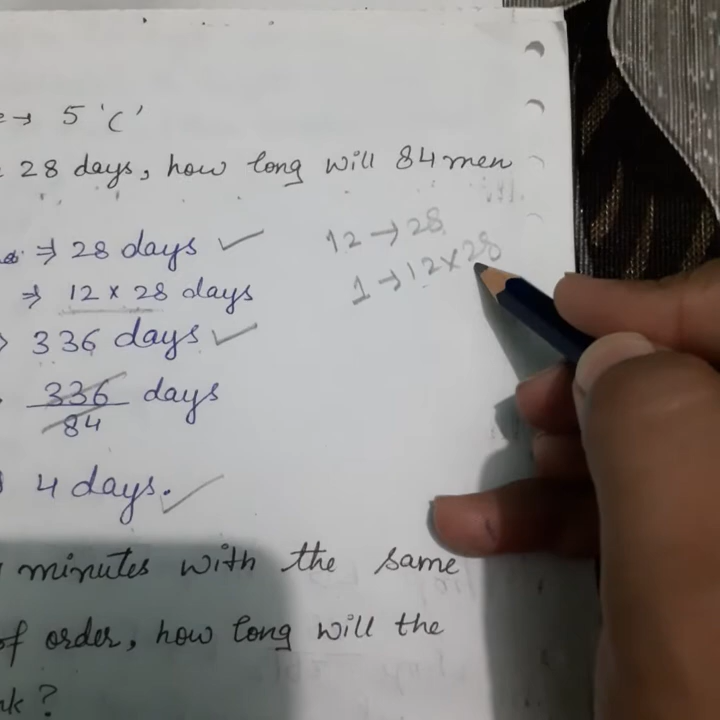 → 5 'C'
28 days, how long will 84 men
⇒ 28 days ✓
12 → 28
⇒ 12 x 28 days
1 → 12 x 28
336 days ✓
336/84 days
4 days. ✓
minutes with the same
of order, how long will the
?